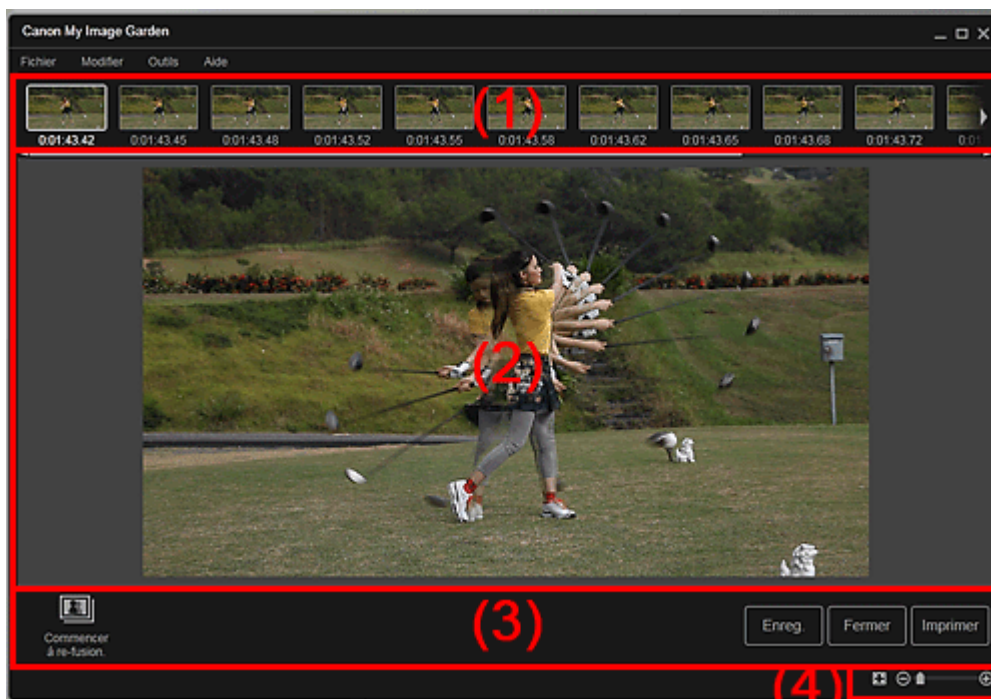 Canon My Image Garden
Fichier Modifier Outils Aide
(1)
0:01:43.42 0:01:43.45 0:01:43.48 0:01:43.52 0:01:43.55 0:01:43.58 0:01:43.62 0:01:43.65 0:01:43.68 0:01:43.72
(2)
(3)
Commencer
à re-fusion.
Enreg. Fermer Imprimer
(4)